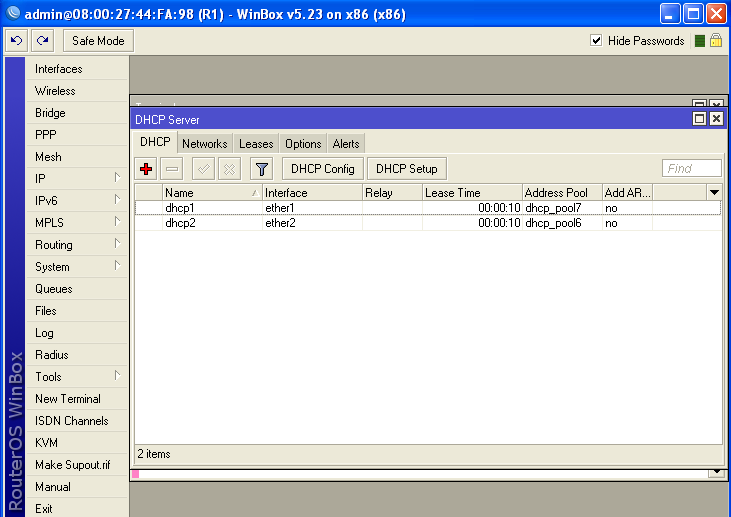 admin@08:00:27:44:FA:98 (R1) - WinBox v5.23 on x86 (x86)
Safe Mode
Hide Passwords
Interfaces
Wireless
Bridge
PPP
Mesh
IP
IPv6
MPLS
Routing
System
Queues
Files
Log
Radius
Tools
New Terminal
ISDN Channels
KVM
Make Supout.rif
Manual
Exit
RouterOS WinBox
DHCP Server
DHCP Networks Leases Options Alerts
DHCP Config DHCP Setup Find
Name Interface Relay Lease Time Address Pool Add AR...
dhcp1 ether1 00:00:10 dhcp_pool7 no
dhcp2 ether2 00:00:10 dhcp_pool6 no
2 items